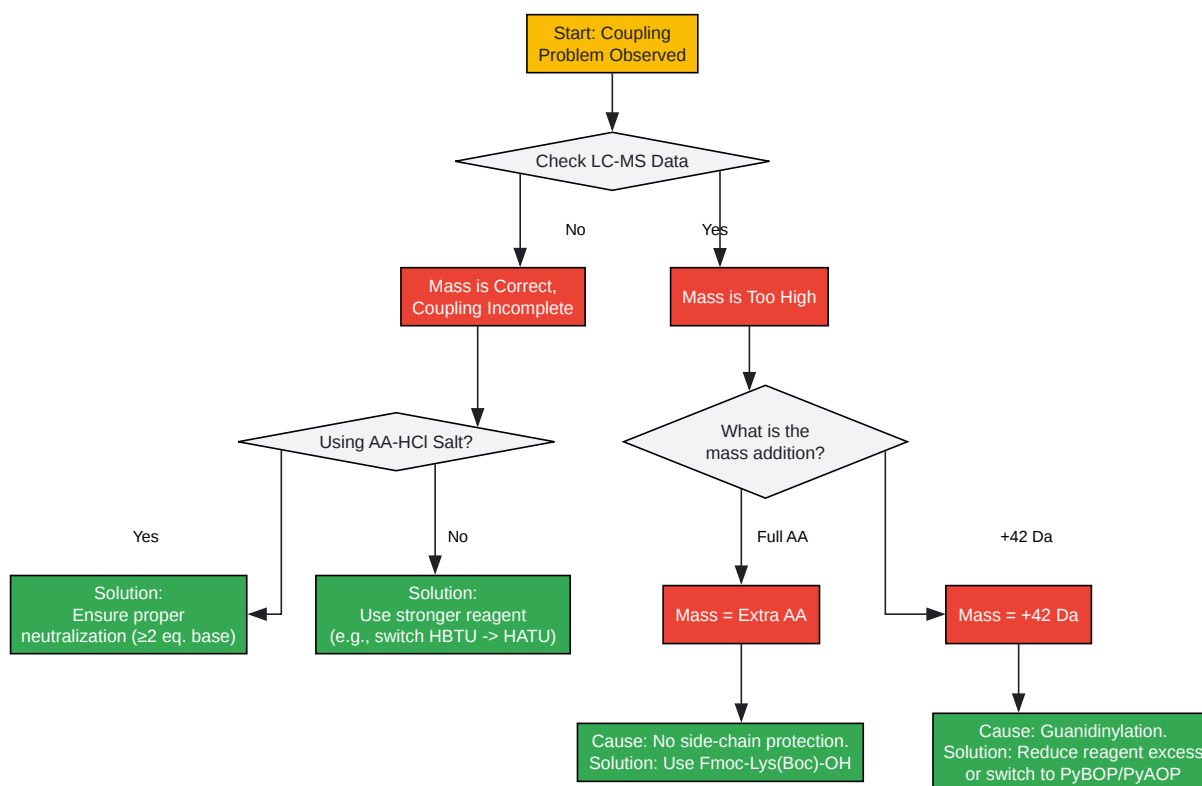 Start: Coupling
Problem Observed
Check LC-MS Data
No
Yes
Mass is Correct,
Coupling Incomplete
Mass is Too High
Using AA-HCl Salt?
What is the
mass addition?
Yes
No
Full AA
+42 Da
Solution:
Ensure proper
neutralization (≥2 eq. base)
Solution:
Use stronger reagent
(e.g., switch HBTU -> HATU)
Mass = Extra AA
Mass = +42 Da
Cause: No side-chain protection.
Solution: Use Fmoc-Lys(Boc)-OH
Cause: Guanidinylation.
Solution: Reduce reagent excess
or switch to PyBOP/PyAOP